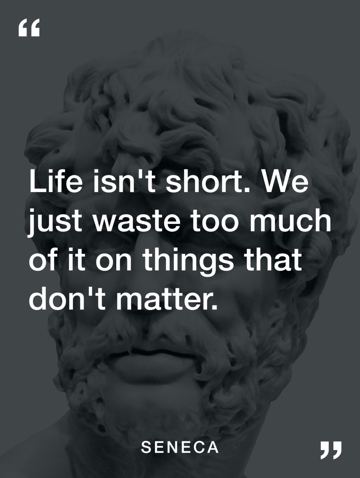 “
Life isn't short. We
just waste too much
of it on things that
don't matter.
SENECA
”